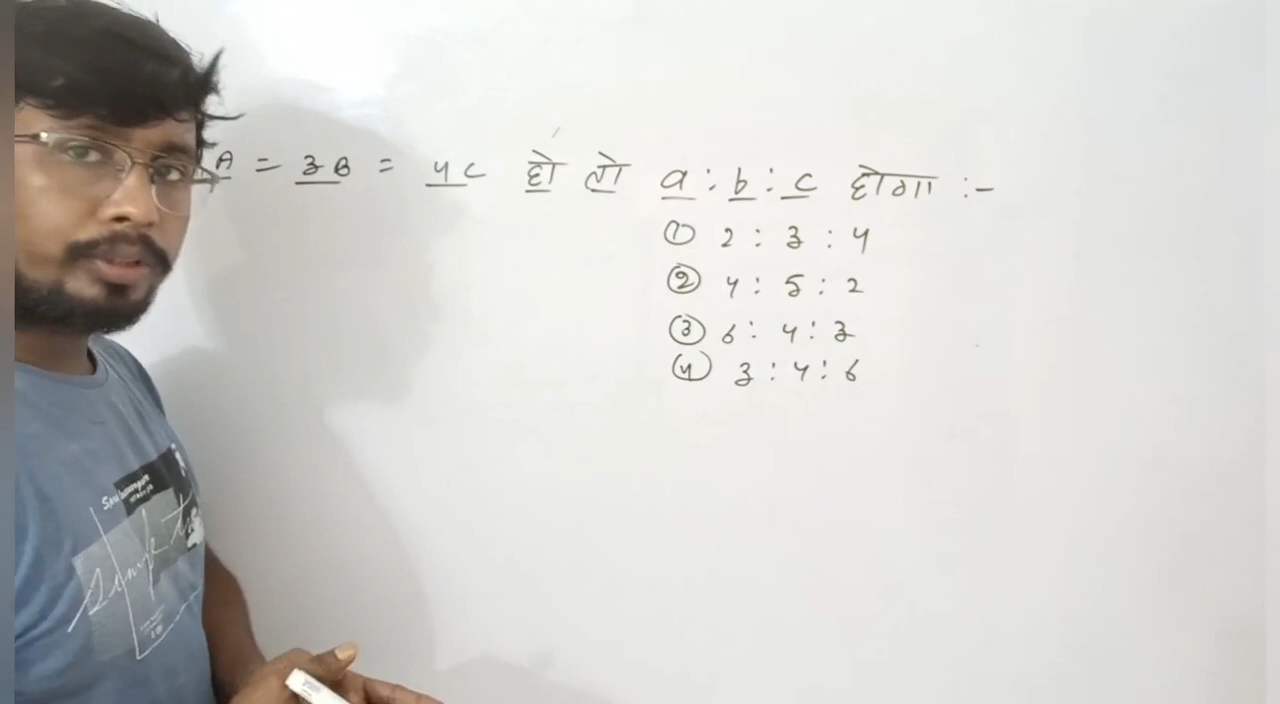 A = 3B = 4C हो तो a : b : c होगा :-
① 2 : 3 : 4
② 4 : 5 : 2
③ 6 : 4 : 3
④ 3 : 4 : 6